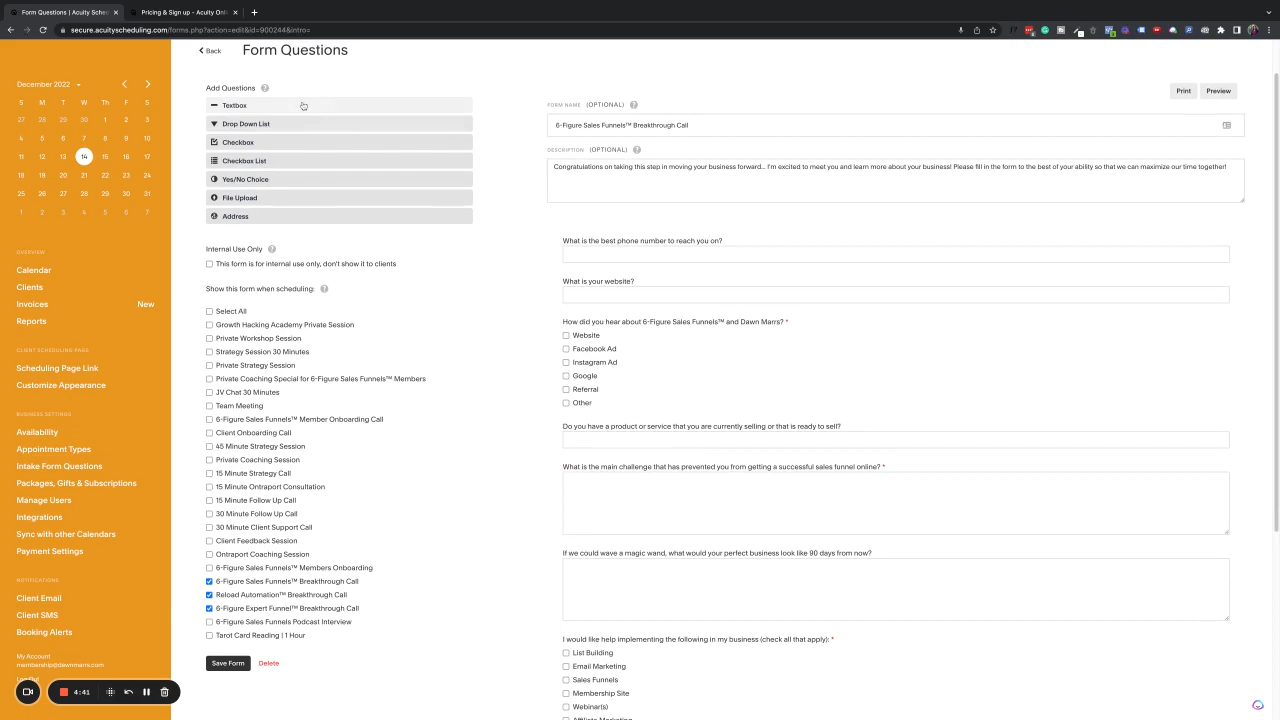 Form Questions | Acuity Sched
Pricing & Sign up - Acuity Onli
secure.acuityscheduling.com/forms.php?action=edit&id=900244&intro=
Back
Form Questions
December 2022
S M T W Th F S
27 28 29 30 1 2 3
4 5 6 7 8 9 10
11 12 13 14 15 16 17
18 19 20 21 22 23 24
25 26 27 28 29 30 31
1 2 3 4 5 6 7
OVERVIEW
Calendar
Clients
Invoices New
Reports
CLIENT SCHEDULING PAGE
Scheduling Page Link
Customize Appearance
BUSINESS SETTINGS
Availability
Appointment Types
Intake Form Questions
Packages, Gifts & Subscriptions
Manage Users
Integrations
Sync with other Calendars
Payment Settings
NOTIFICATIONS
Client Email
Client SMS
Booking Alerts
My Account
membership@dawnmarrs.com
Log Out
4:41
Add Questions ?
Textbox
Drop Down List
Checkbox
Checkbox List
Yes/No Choice
File Upload
Address
Internal Use Only ?
This form is for internal use only, don't show it to clients
Show this form when scheduling: ?
Select All
Growth Hacking Academy Private Session
Private Workshop Session
Strategy Session 30 Minutes
Private Strategy Session
Private Coaching Special for 6-Figure Sales Funnels™ Members
JV Chat 30 Minutes
Team Meeting
6-Figure Sales Funnels™ Member Onboarding Call
Client Onboarding Call
45 Minute Strategy Session
Private Coaching Session
15 Minute Strategy Call
15 Minute Ontraport Consultation
15 Minute Follow Up Call
30 Minute Follow Up Call
30 Minute Client Support Call
Client Feedback Session
Ontraport Coaching Session
6-Figure Sales Funnels™ Members Onboarding
6-Figure Sales Funnels™ Breakthrough Call
Reload Automation™ Breakthrough Call
6-Figure Expert Funnel™ Breakthrough Call
6-Figure Sales Funnels Podcast Interview
Tarot Card Reading | 1 Hour
Save Form Delete
Print Preview
FORM NAME (OPTIONAL) ?
6-Figure Sales Funnels™ Breakthrough Call
DESCRIPTION (OPTIONAL) ?
Congratulations on taking this step in moving your business forward... I'm excited to meet you and learn more about your business! Please fill in the form to the best of your ability so that we can maximize our time together!
What is the best phone number to reach you on?
What is your website?
How did you hear about 6-Figure Sales Funnels™ and Dawn Marrs? *
Website
Facebook Ad
Instagram Ad
Google
Referral
Other
Do you have a product or service that you are currently selling or that is ready to sell?
What is the main challenge that has prevented you from getting a successful sales funnel online? *
If we could wave a magic wand, what would your perfect business look like 90 days from now?
I would like help implementing the following in my business (check all that apply): *
List Building
Email Marketing
Sales Funnels
Membership Site
Webinar(s)
Affiliate Marketing